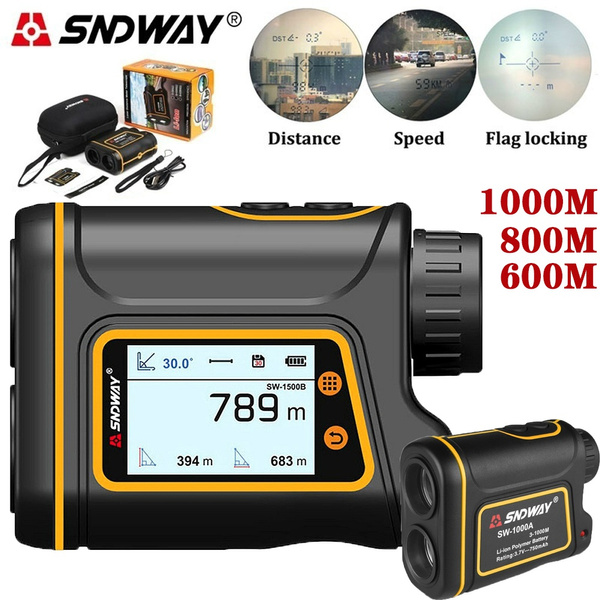 SNDWAY®
DST∠- 0.3°
DST∠ 0.0°
59KM
--- m
Distance
Speed
Flag locking
1000M
800M
600M
30.0°
30
SW-1500B
789 m
394 m
683 m
SNDWAY®
SNDWAY
SW-1000A
3-1000M
Li-ion Polymer Battery
Rating:3.7V⎓750mAh